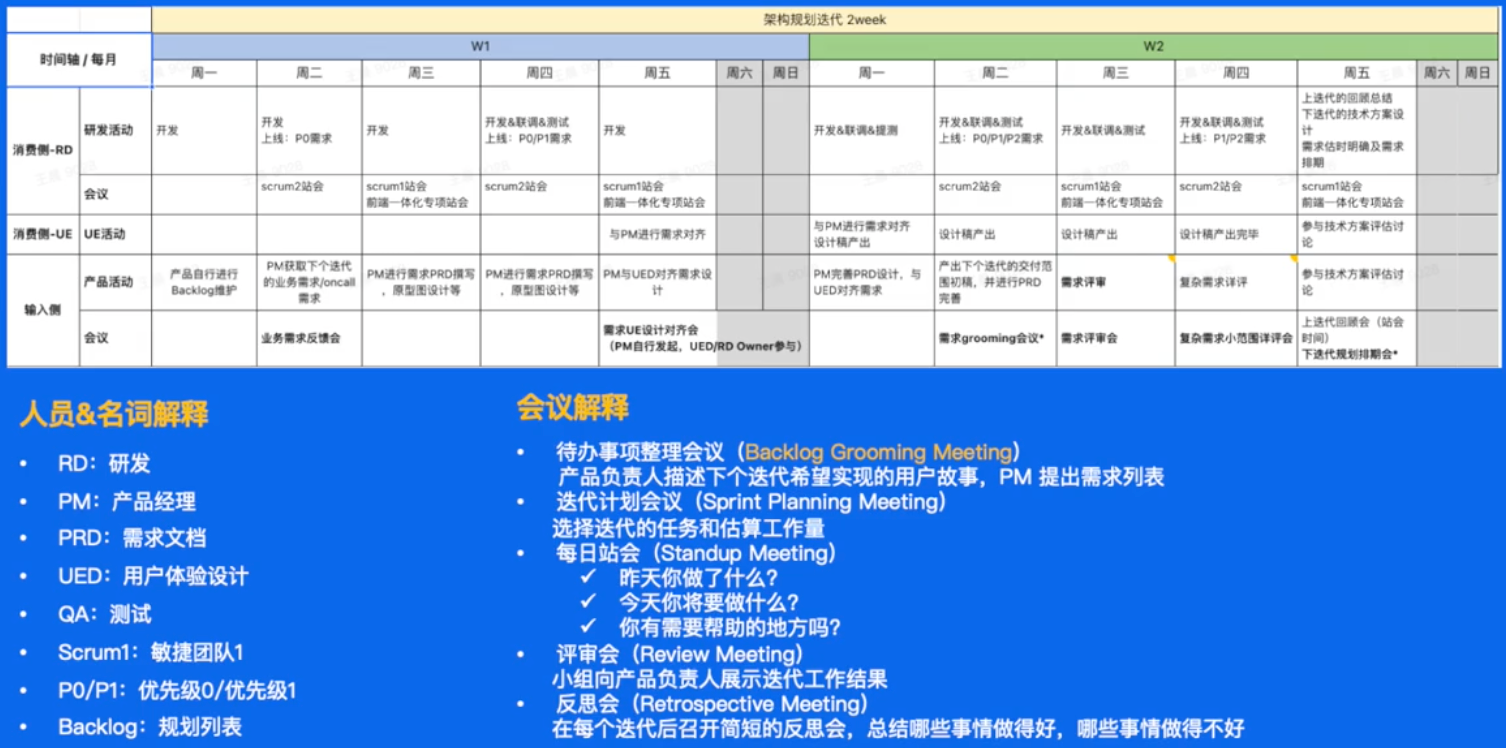 架构规划迭代 2week
时间轴 / 每月
W1
W2
周一 周二 周三 周四 周五 周六 周日 周一 周二 周三 周四 周五 周六 周日
消费侧-RD
研发活动
开发
开发
上线：P0需求
开发
开发&联调&测试
上线：P0/P1需求
开发
开发&联调&提测
开发&联调&测试
上线：P0/P1/P2需求
开发&联调&测试
开发&联调&测试
上线：P1/P2需求
上迭代的回顾总结
下迭代的技术方案设
计
需求估时明确及需求
排期
会议
scrum2站会
scrum1站会
前端一体化专项站会
scrum2站会
scrum1站会
前端一体化专项站会
scrum2站会
scrum1站会
前端一体化专项站会
scrum2站会
scrum1站会
前端一体化专项站会
消费侧-UE
UE活动
与PM进行需求对齐
与PM进行需求对齐
设计稿产出
设计稿产出
设计稿产出
设计稿产出完毕
参与技术方案评估讨
论
输入侧
产品活动
产品自行进行
Backlog维护
PM获取下个迭代
的业务需求/oncall
需求
PM进行需求PRD撰写
，原型图设计等
PM进行需求PRD撰写
，原型图设计等
PM与UED对齐需求设
计
PM完善PRD设计，与
UED对齐需求
产出下个迭代的交付范
围初稿，并进行PRD
完善
需求评审
复杂需求详评
参与技术方案评估讨
论
会议
业务需求反馈会
需求UE设计对齐会
（PM自行发起，UED/RD Owner参与）
需求grooming会议*
需求评审会
复杂需求小范围详评会
上迭代回顾会（站会
时间）
下迭代规划排期会*
人员&名词解释
• RD：研发
• PM：产品经理
• PRD：需求文档
• UED：用户体验设计
• QA：测试
• Scrum1：敏捷团队1
• P0/P1：优先级0/优先级1
• Backlog：规划列表
会议解释
• 待办事项整理会议（Backlog Grooming Meeting）
产品负责人描述下个迭代希望实现的用户故事，PM 提出需求列表
• 迭代计划会议（Sprint Planning Meeting）
选择迭代的任务和估算工作量
• 每日站会（Standup Meeting）
✓ 昨天你做了什么？
✓ 今天你将要做什么？
✓ 你有需要帮助的地方吗？
• 评审会（Review Meeting）
小组向产品负责人展示迭代工作结果
• 反思会（Retrospective Meeting）
在每个迭代后召开简短的反思会，总结哪些事情做得好，哪些事情做得不好